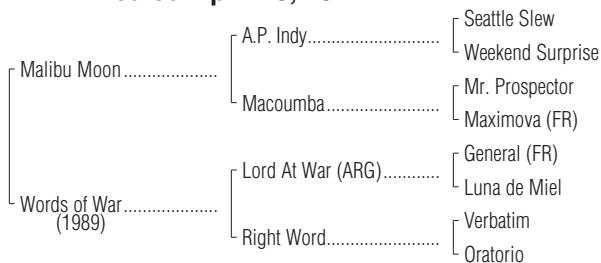 Malibu Moon
A.P. Indy
Seattle Slew
Weekend Surprise
Macoumba
Mr. Prospector
Maximova (FR)
Words of War
(1989)
Lord At War (ARG)
General (FR)
Luna de Miel
Right Word
Verbatim
Oratorio